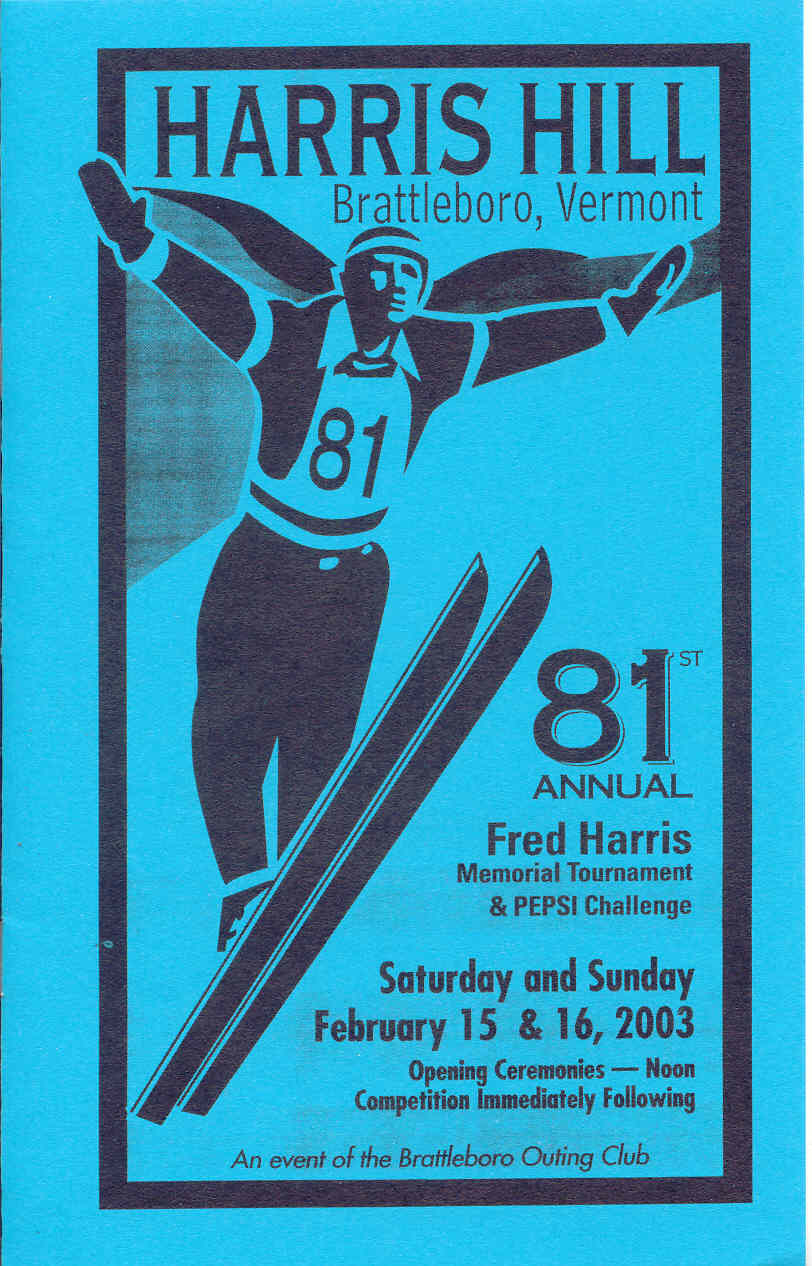 HARRIS HILL
Brattleboro, Vermont
81
81ST
ANNUAL
Fred Harris
Memorial Tournament
& PEPSI Challenge
Saturday and Sunday
February 15 & 16, 2003
Opening Ceremonies — Noon
Competition Immediately Following
An event of the Brattleboro Outing Club